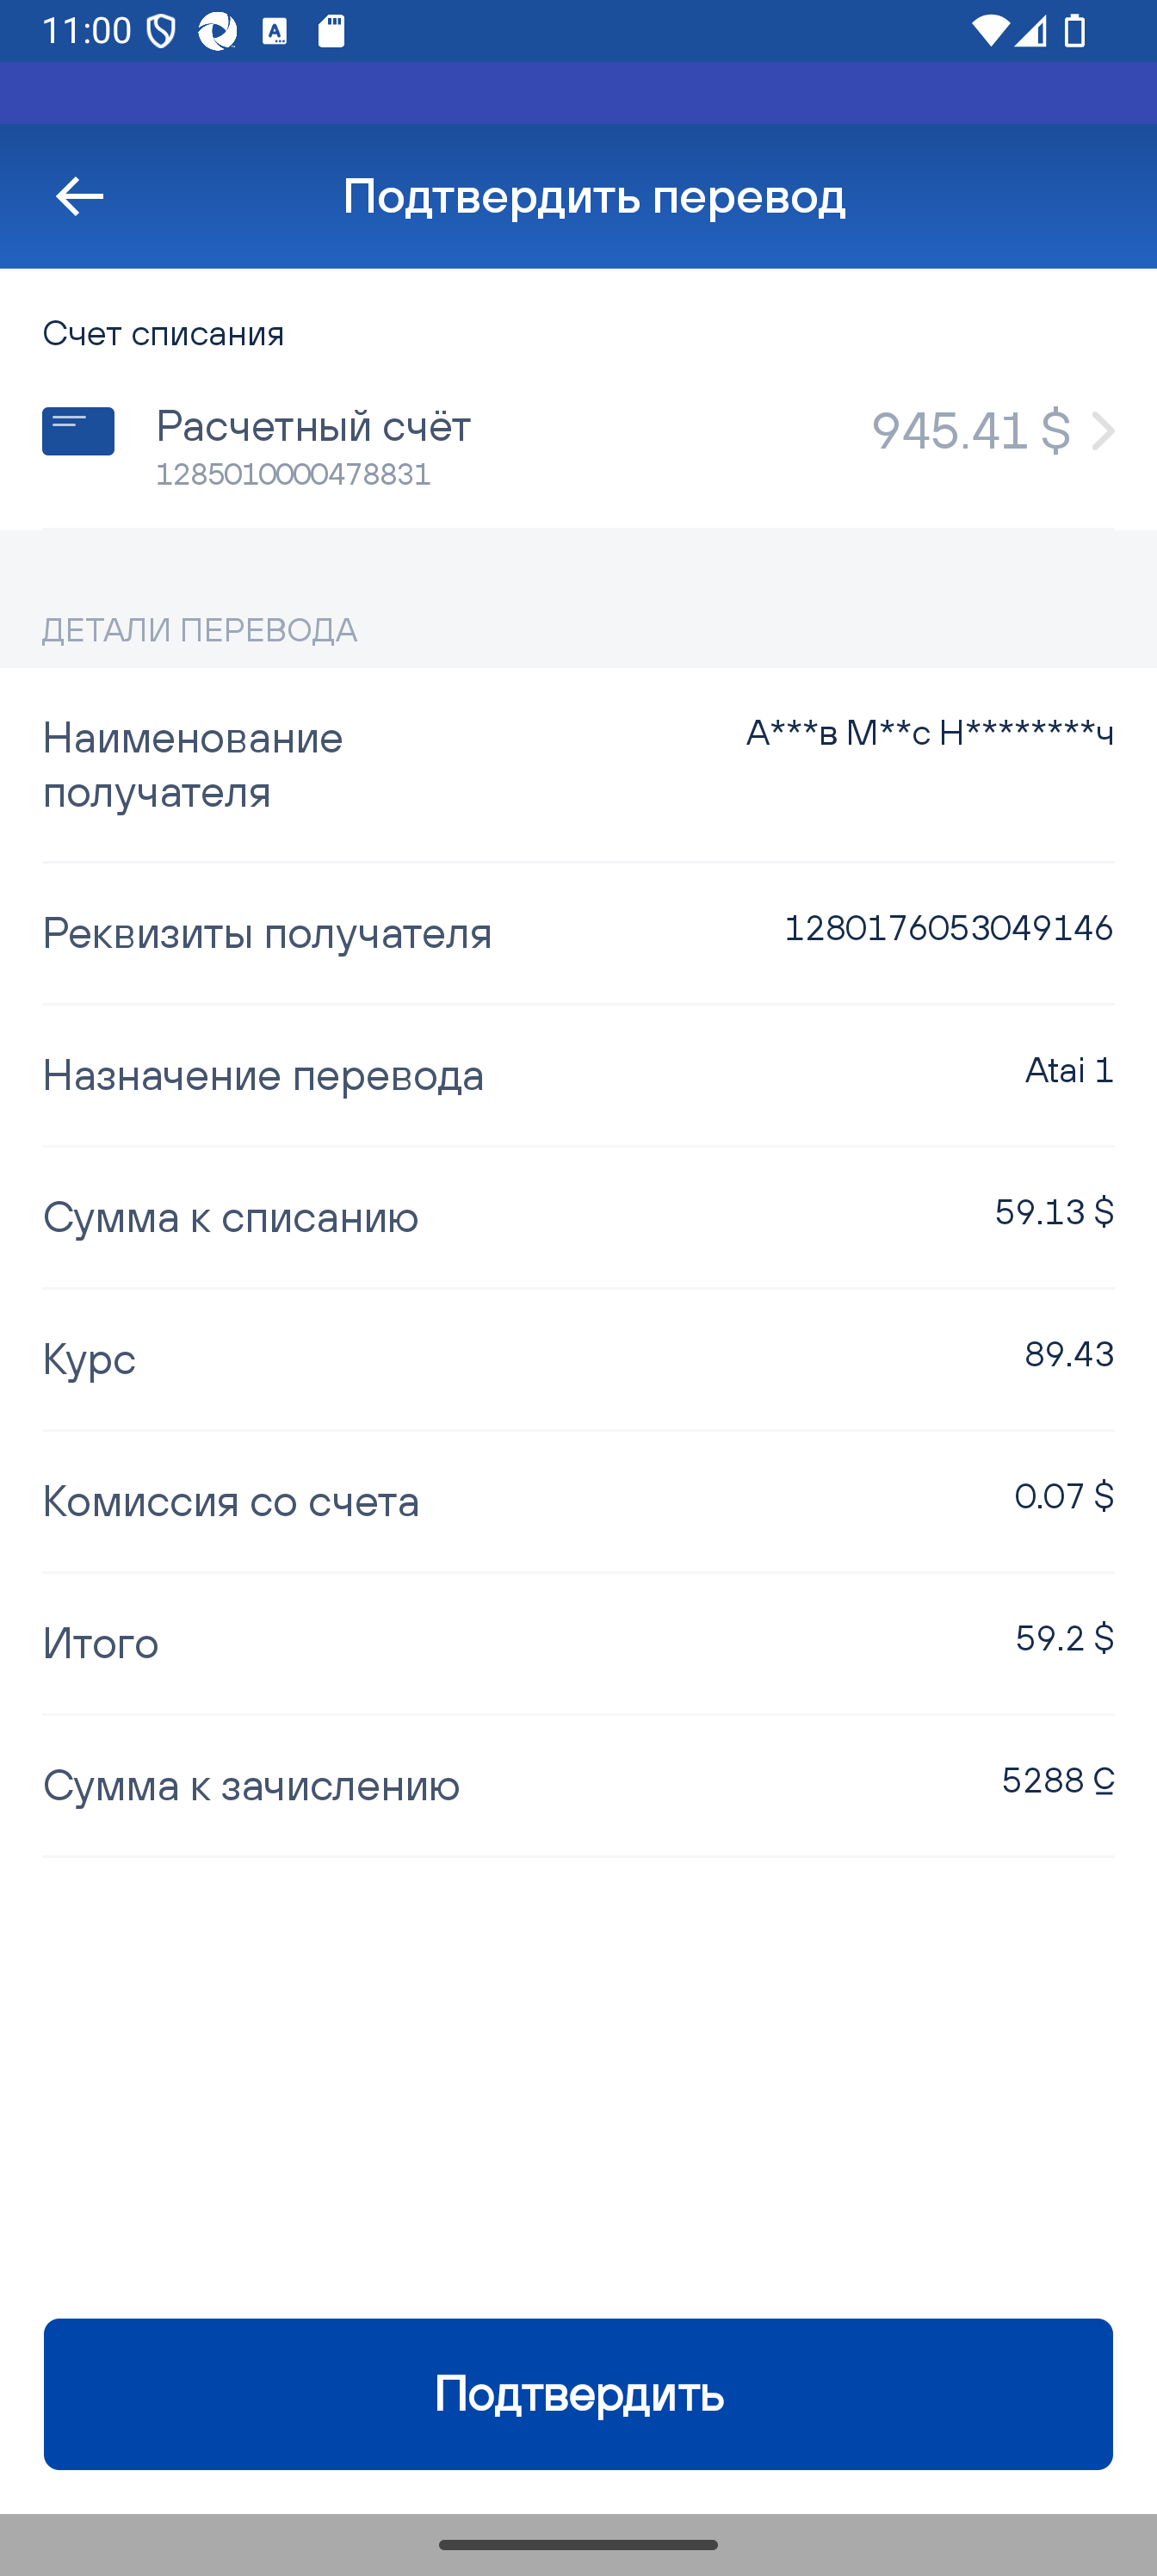 11:00
Подтвердить перевод
Счет списания
Расчетный счёт
945.41 $
1285010000478831
ДЕТАЛИ ПЕРЕВОДА
Наименование
получателя
А***в М**с Н********ч
Реквизиты получателя
1280176053049146
Назначение перевода
Atai 1
Сумма к списанию
59.13 $
Курс
89.43
Комиссия со счета
0.07 $
Итого
59.2 $
Сумма к зачислению
5288 С̲
Подтвердить